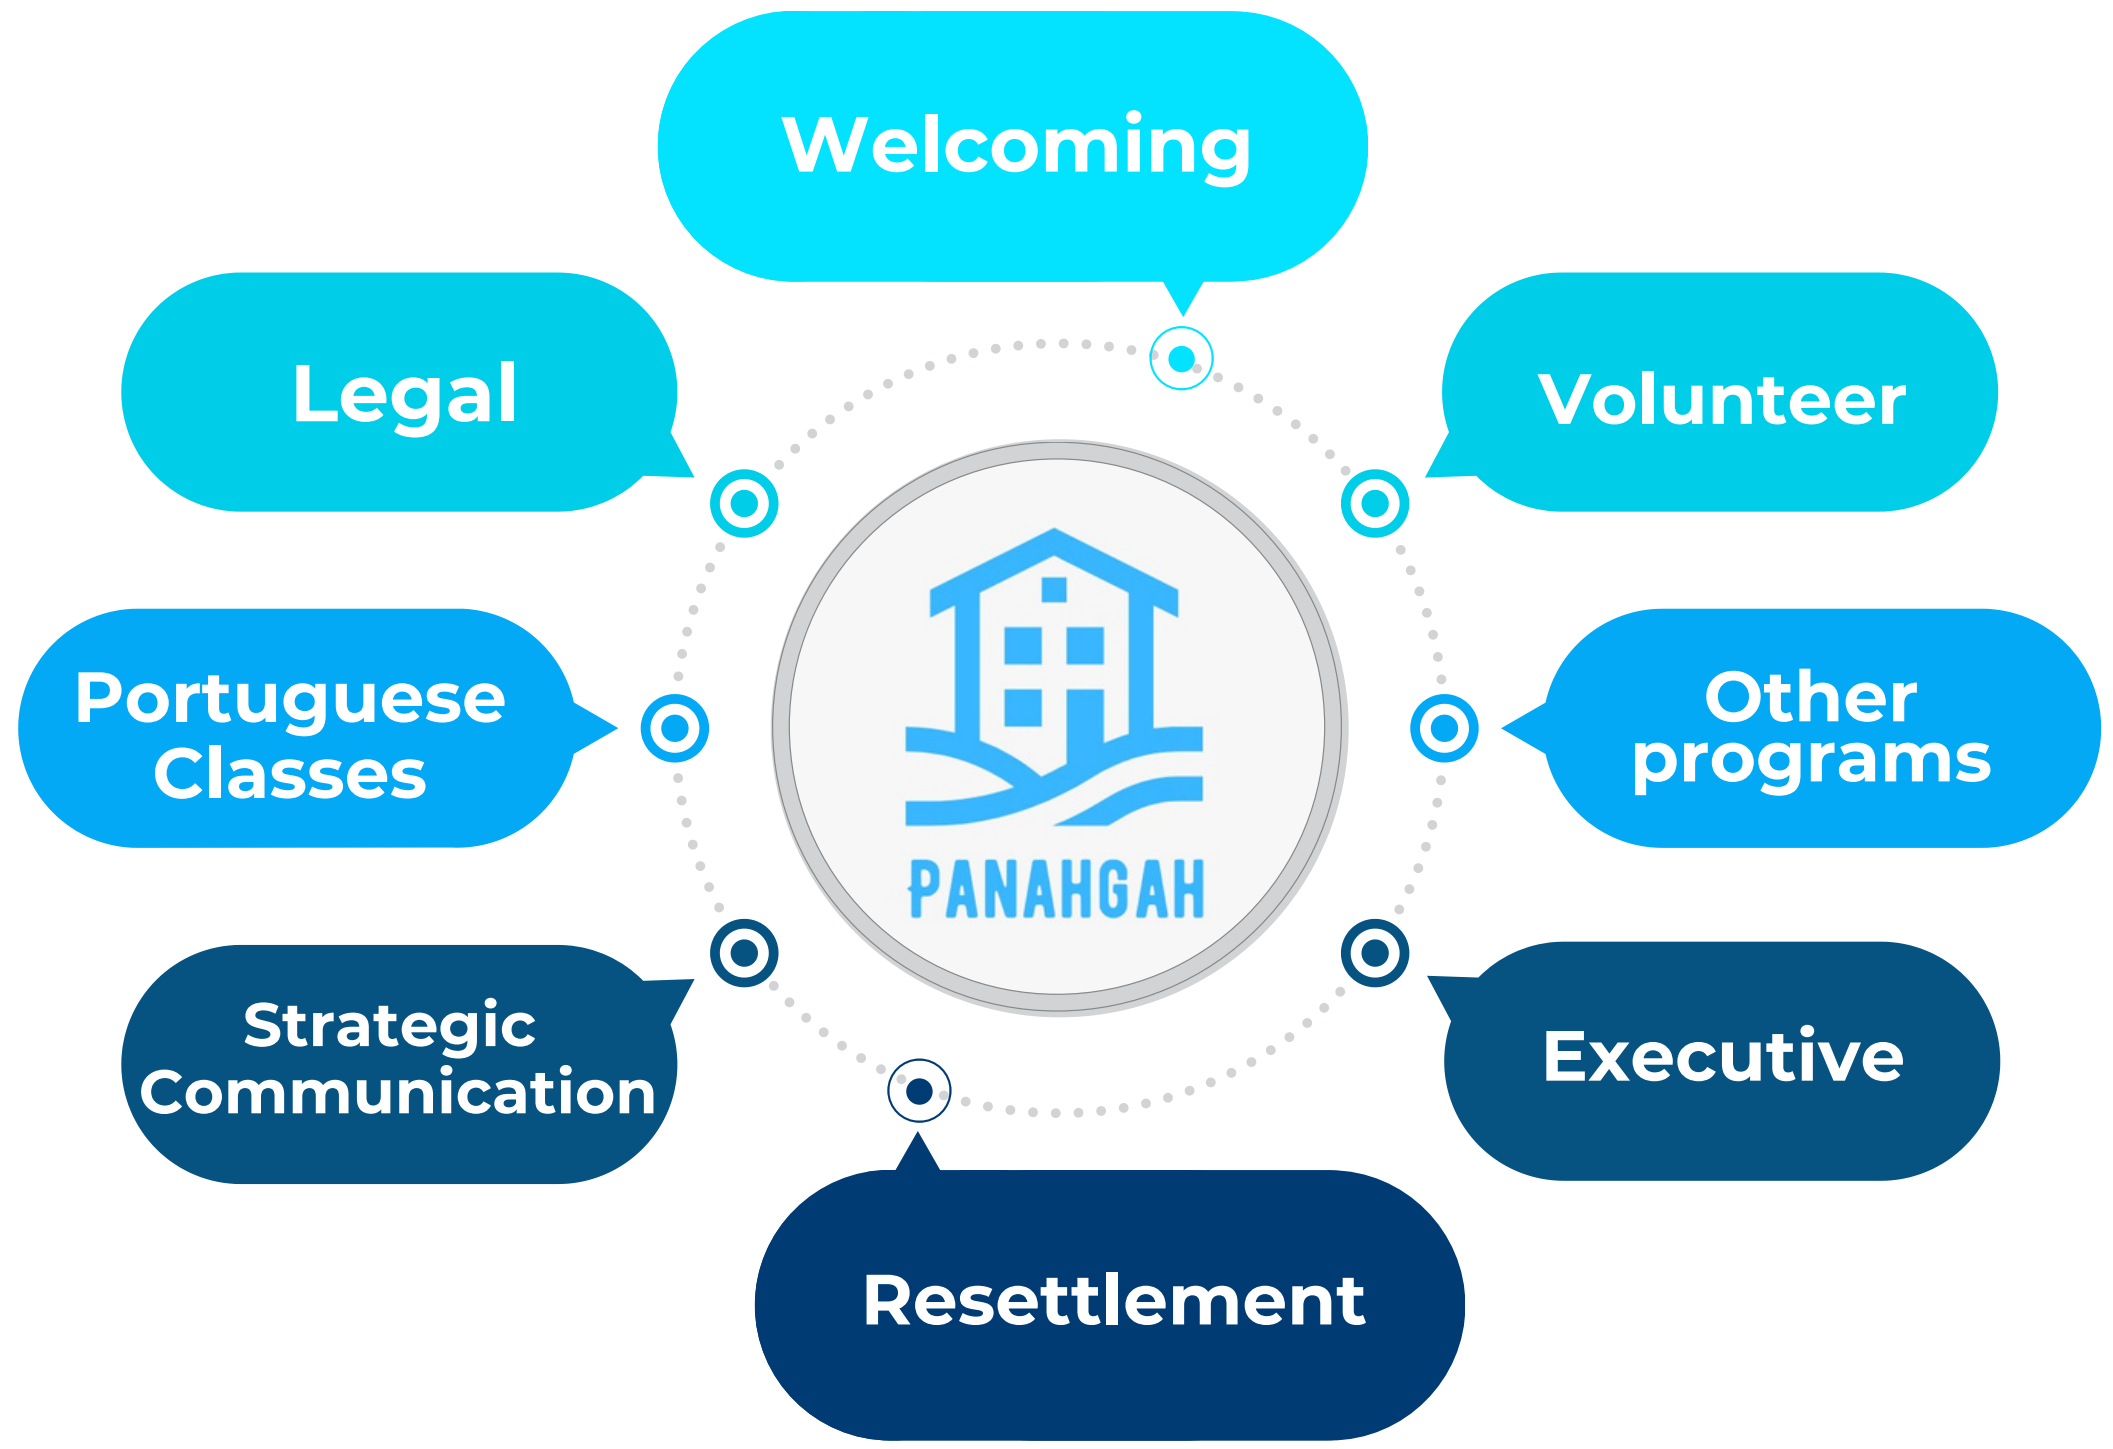 Welcoming
Legal
Volunteer
Portuguese
Classes
Other
programs
PANAHGAH
Strategic
Communication
Executive
Resettlement